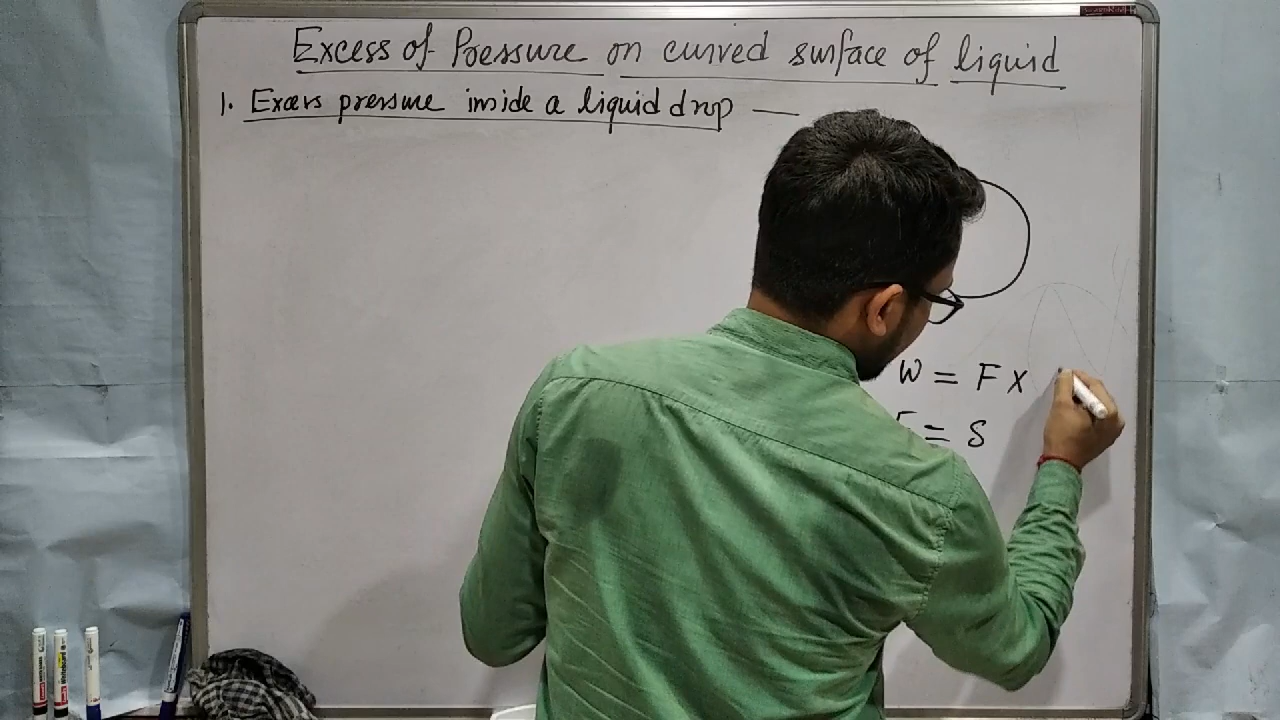 Excess of Pressure on curved surface of liquid
1. Excess pressure inside a liquid drop —
W = F x
= S